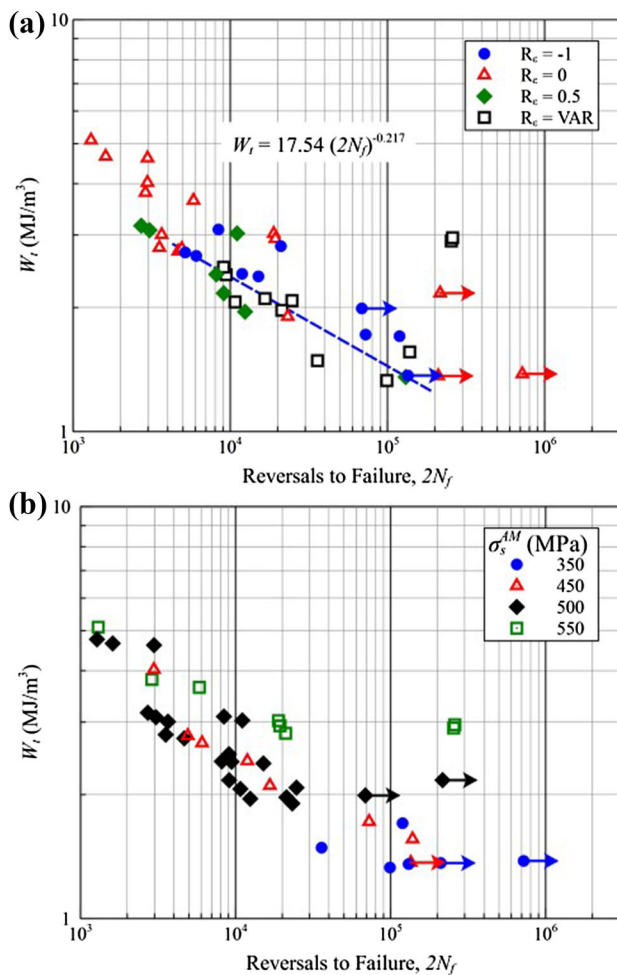 (a)
10
R_ε = -1
R_ε = 0
R_ε = 0.5
R_ε = VAR
W_t = 17.54 (2N_f)^-0.217
W_t (MJ/m³)
1
10³
10⁴
10⁵
10⁶
Reversals to Failure, 2N_f
(b)
10
σ_s^AM (MPa)
350
450
500
550
W_t (MJ/m³)
1
10³
10⁴
10⁵
10⁶
Reversals to Failure, 2N_f